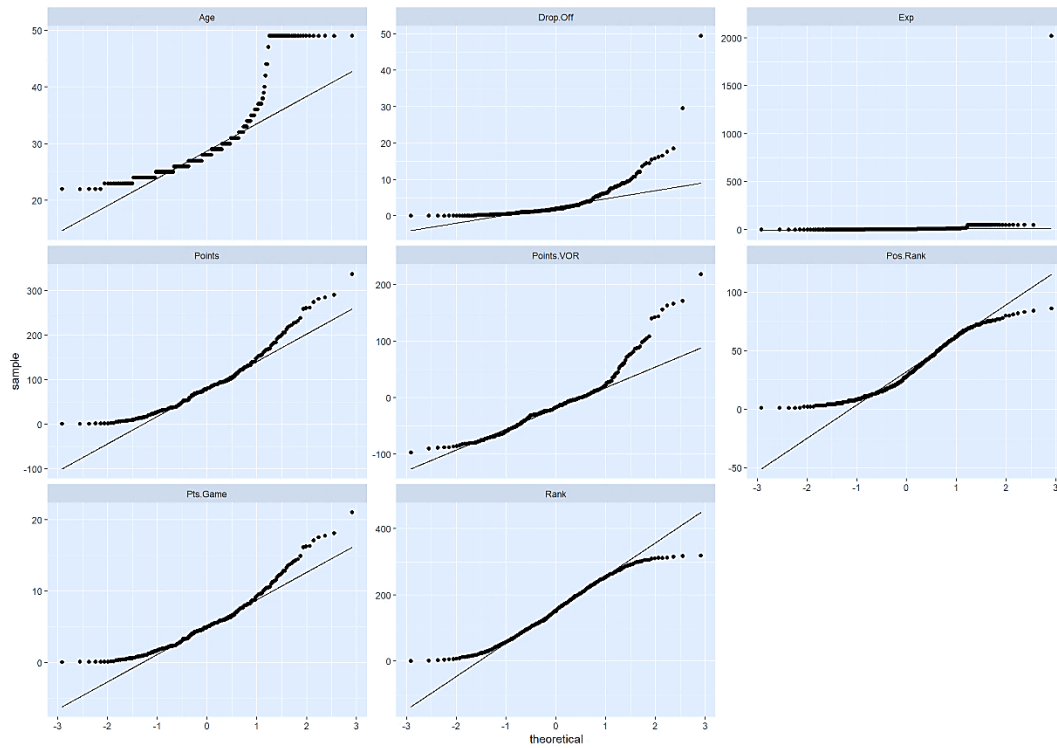 Age Drop.Off Exp
50 50 2000
40 40 1500
30 30 1000
20 20 500
10 0
0
Points Points.VOR Pos.Rank
300 200 100
200 100 50
100 0 0
0 -100 -50
-100
sample
Pts.Game Rank
20 400
10 200
0 0
-3 -2 -1 0 1 2 3 -3 -2 -1 0 1 2 3 -3 -2 -1 0 1 2 3
theoretical